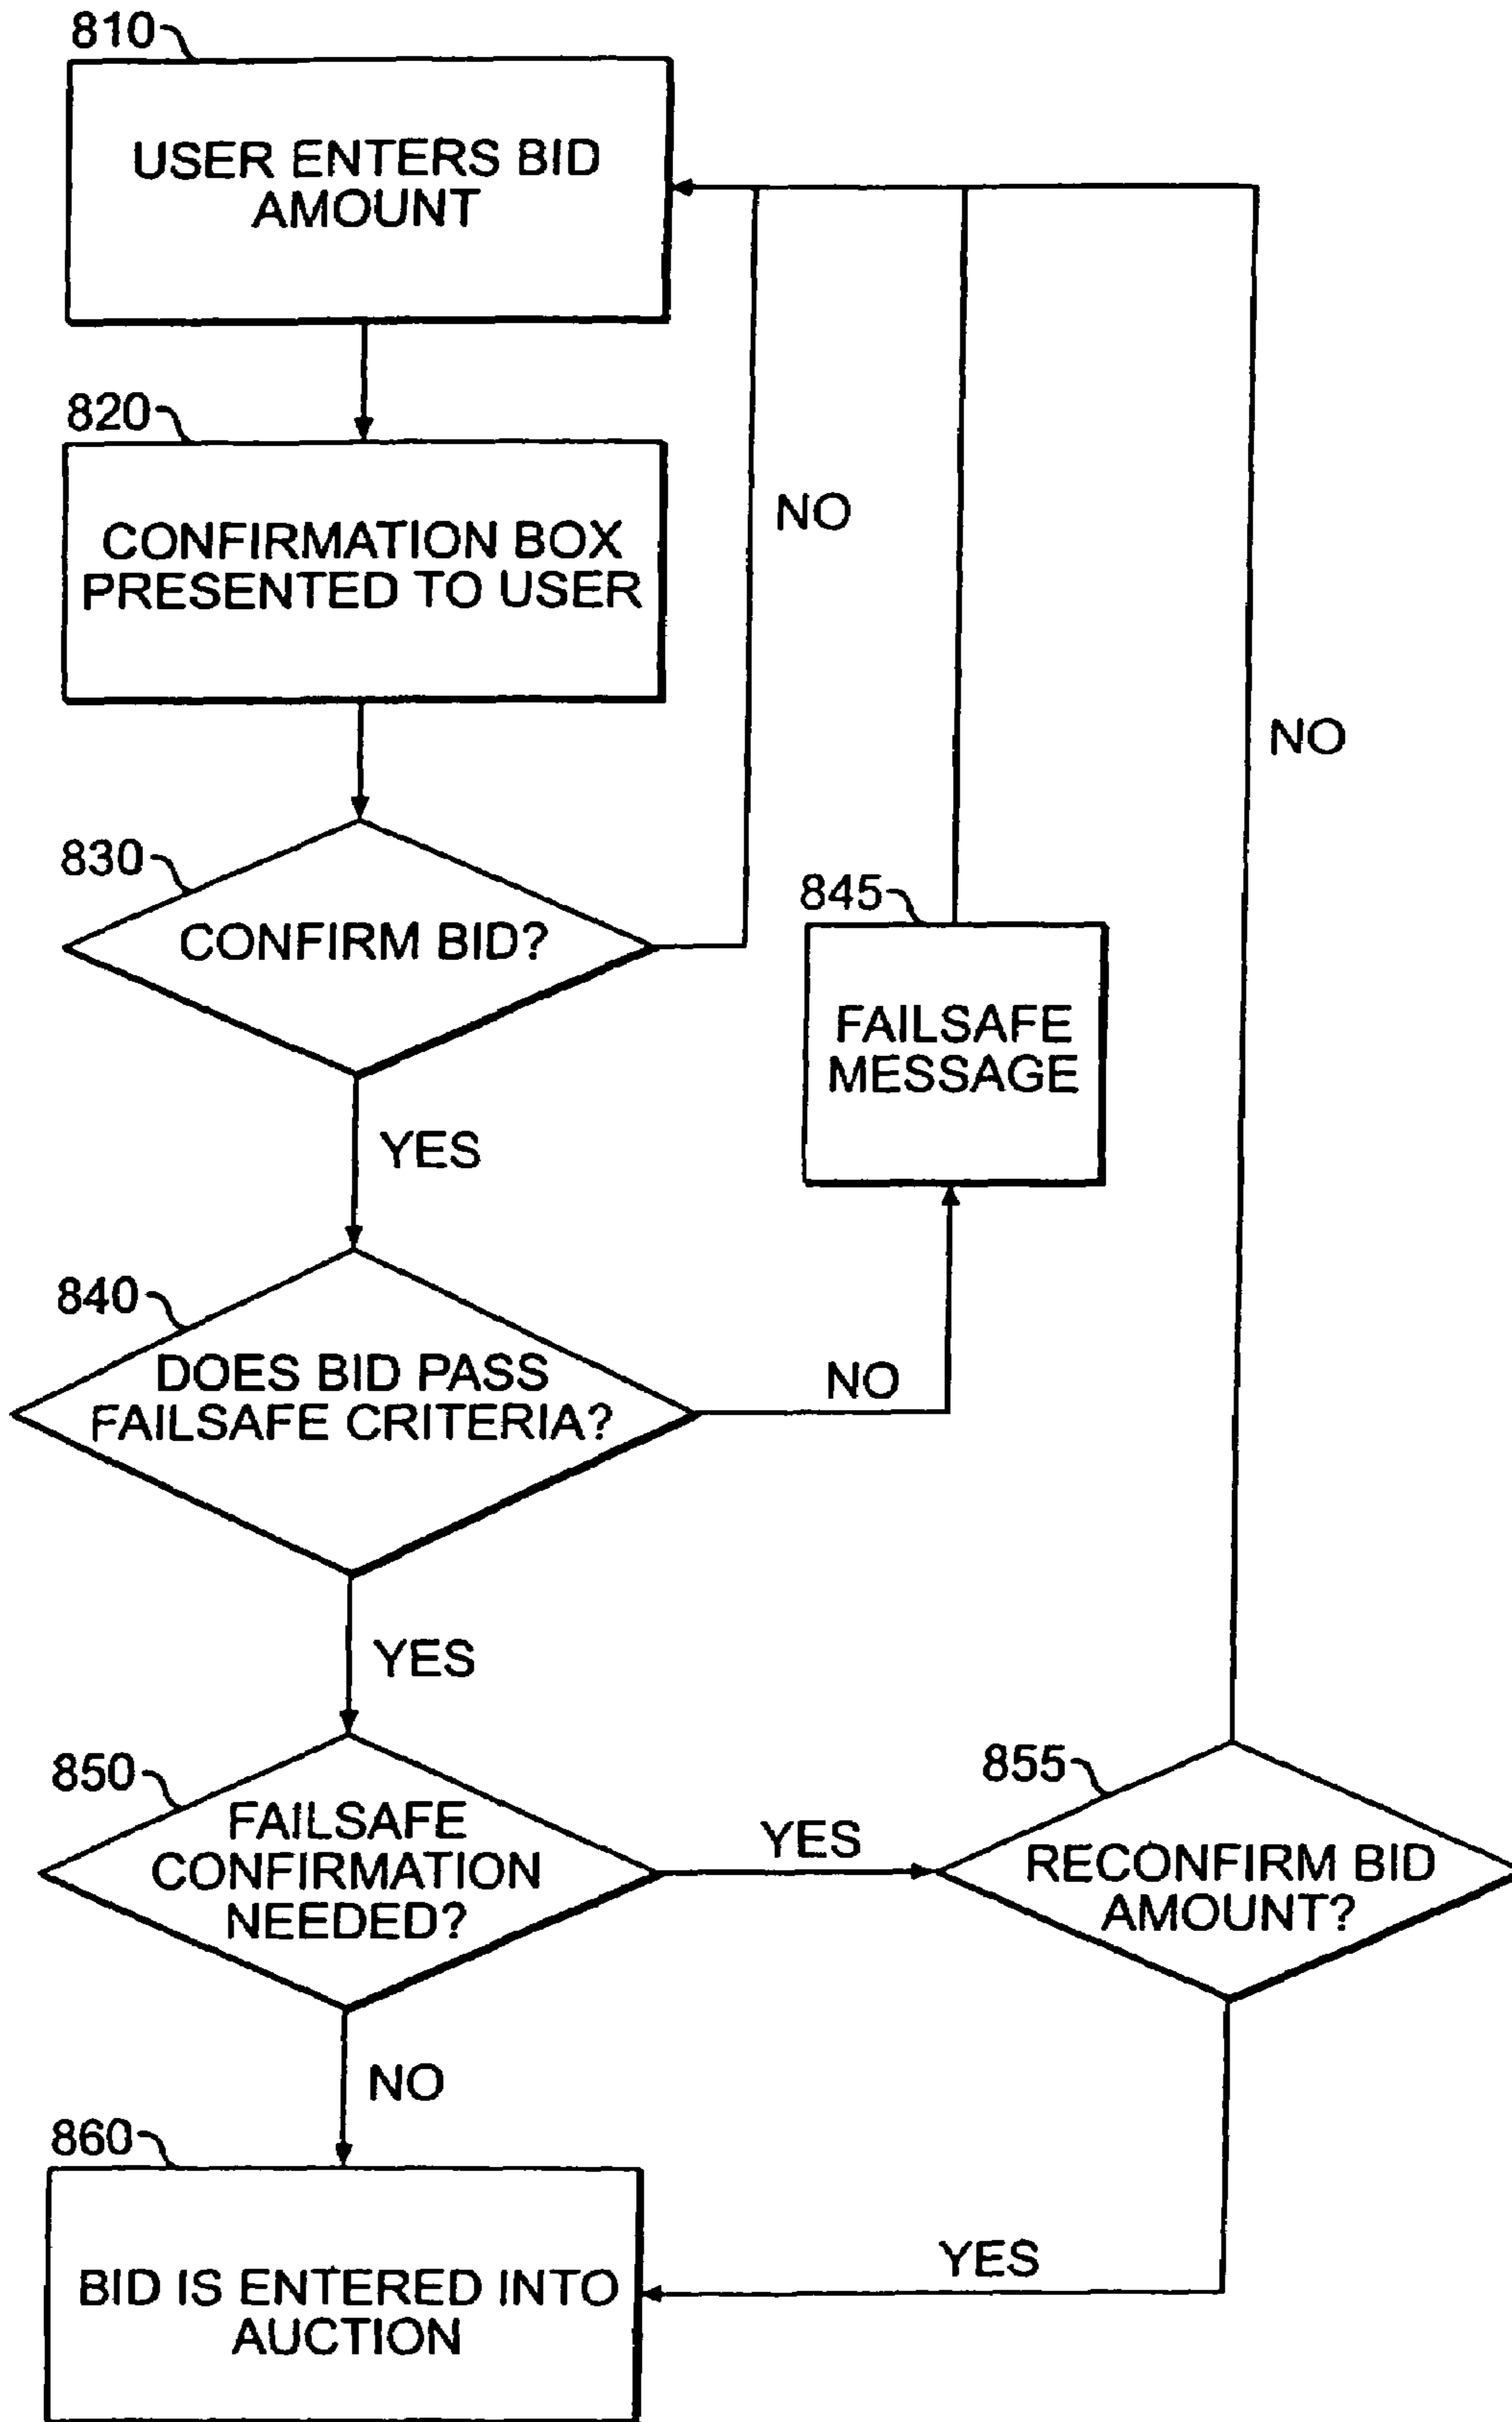 810
USER ENTERS BID
AMOUNT
820
CONFIRMATION BOX
PRESENTED TO USER
NO
NO
830
CONFIRM BID?
845
FAILSAFE
MESSAGE
YES
840
DOES BID PASS
FAILSAFE CRITERIA?
NO
YES
850
FAILSAFE
CONFIRMATION
NEEDED?
YES
855
RECONFIRM BID
AMOUNT?
NO
860
BID IS ENTERED INTO
AUCTION
YES